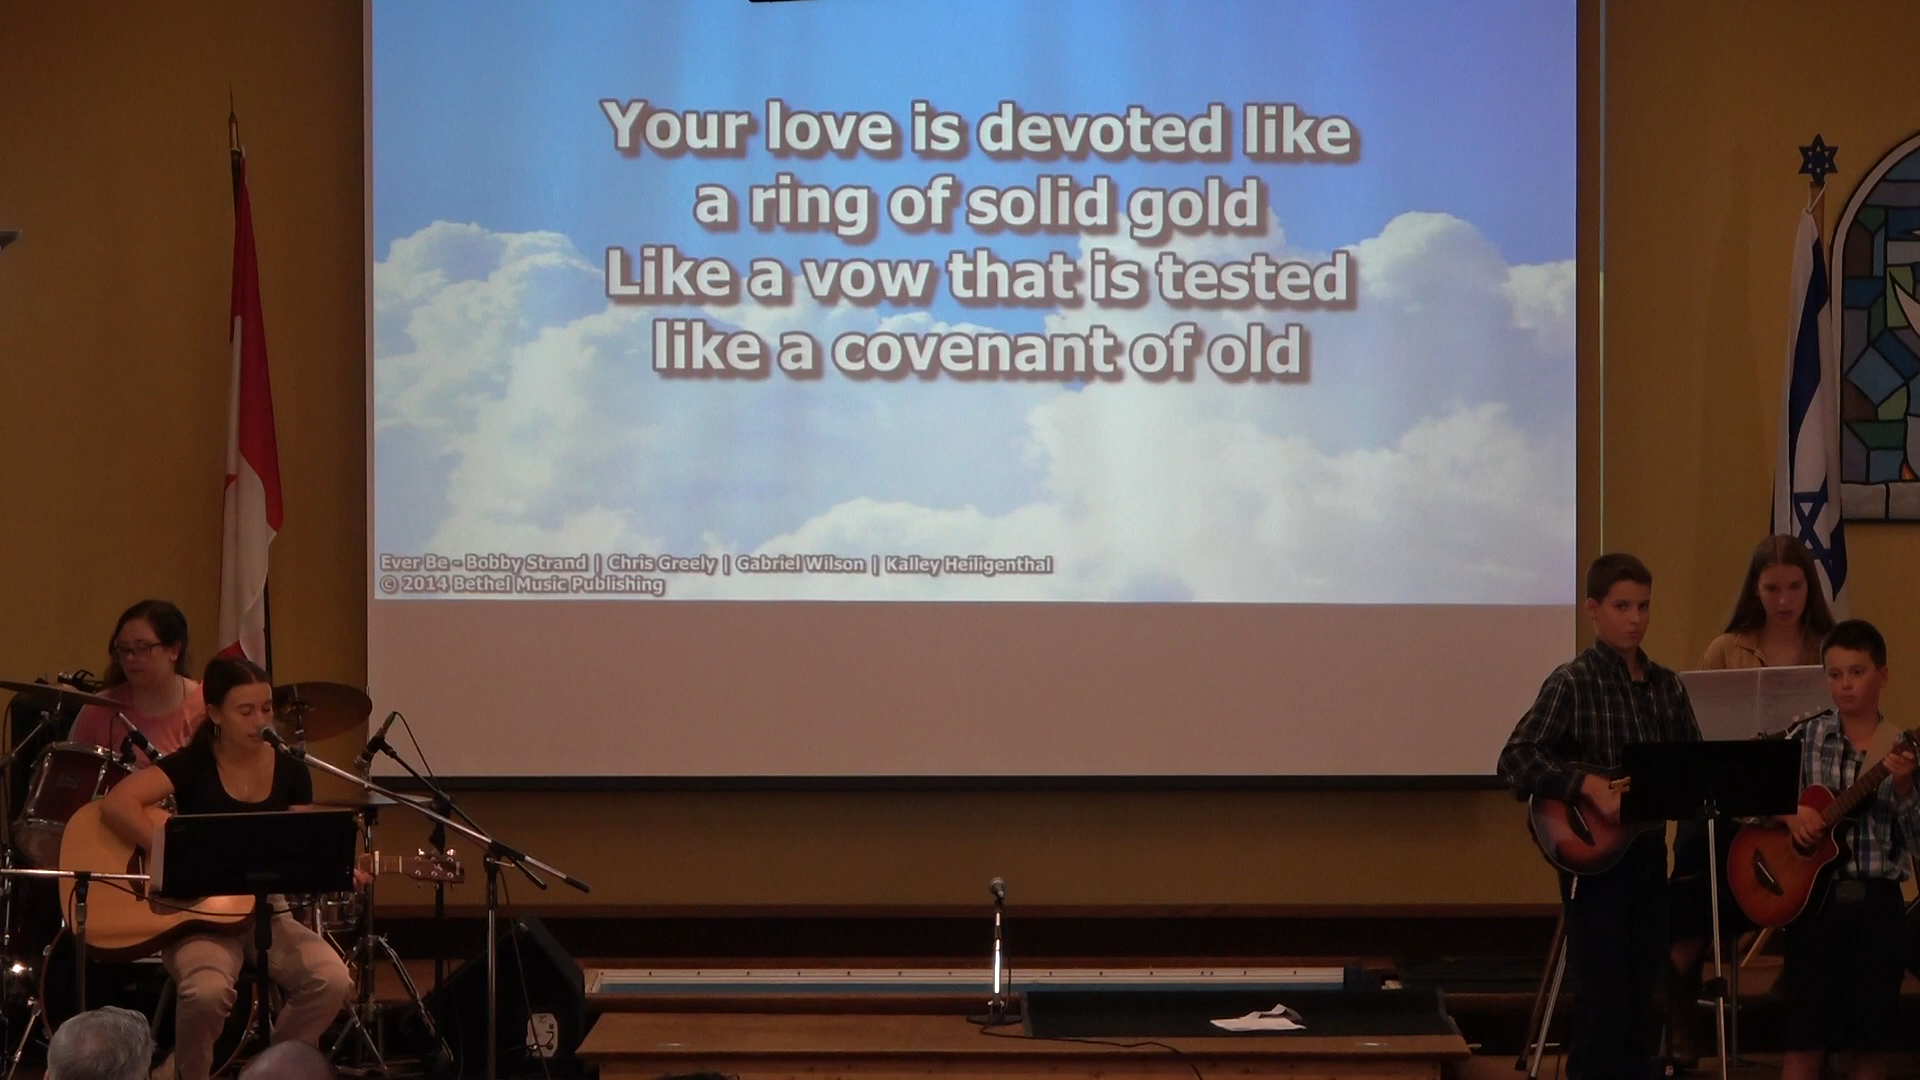 Your love is devoted like
a ring of solid gold
Like a vow that is tested
like a covenant of old
Ever Be - Bobby Strand | Chris Greely | Gabriel Wilson | Kalley Heiligenthal
© 2014 Bethel Music Publishing